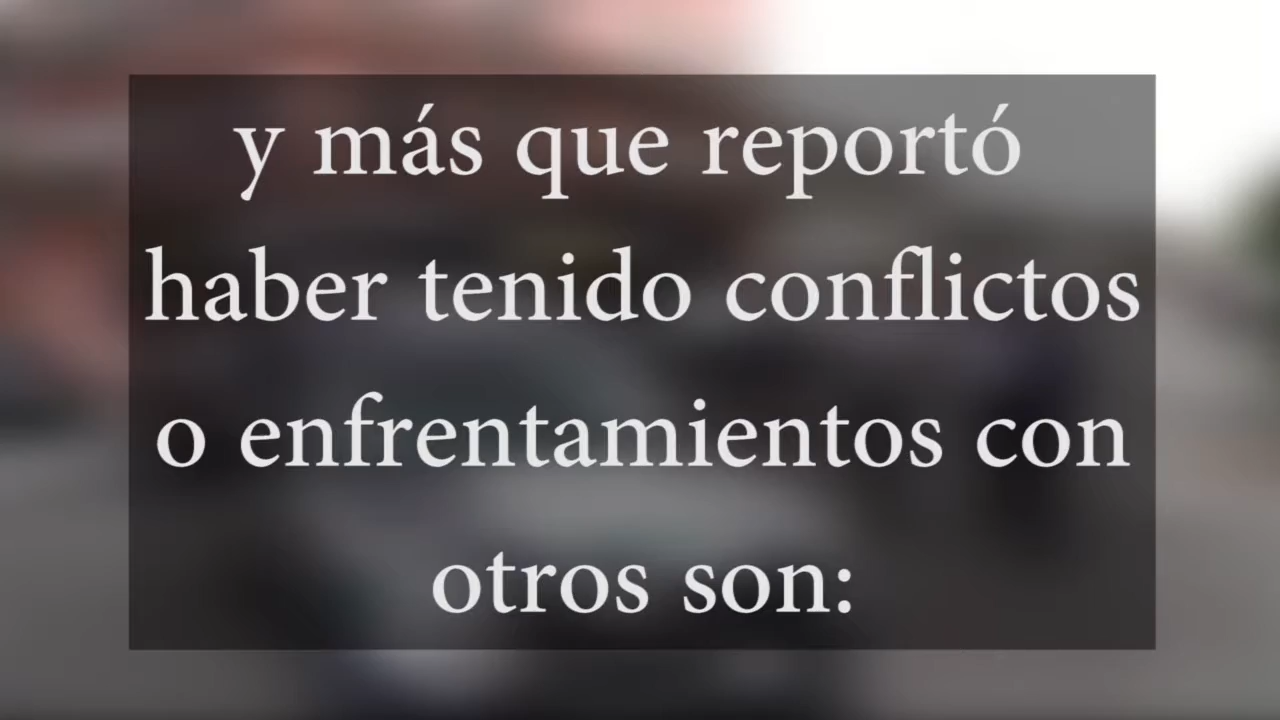 y más que reportó
haber tenido conflictos
o enfrentamientos con
otros son: